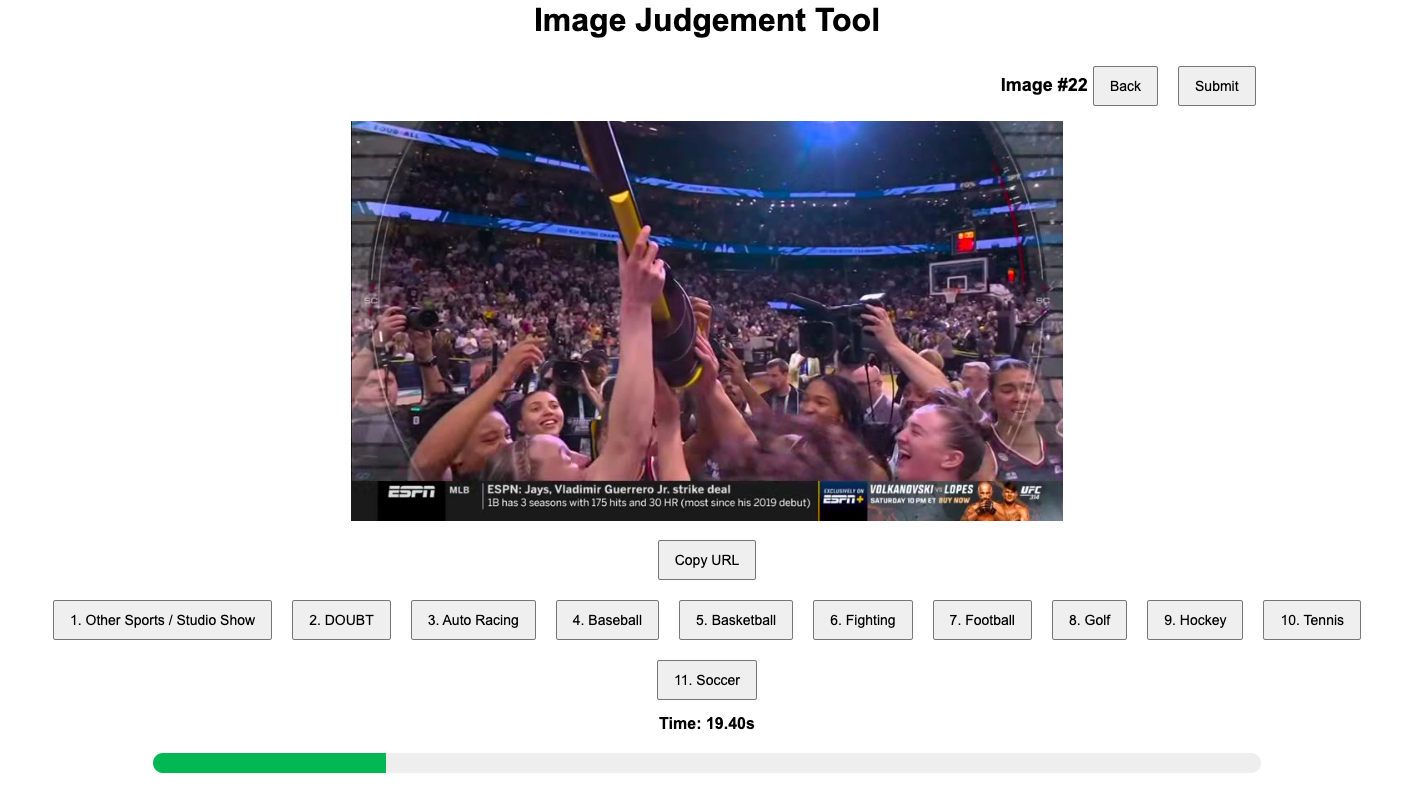 Image Judgement Tool
Image #22
Back
Submit
SC
SC
ESPN
MLB
ESPN: Jays, Vladimir Guerrero Jr. strike deal
1B has 3 seasons with 175 hits and 30 HR (most since his 2019 debut)
EXCLUSIVELY ON
ESPN+
VOLKANOVSKI VS LOPES
SATURDAY 10 PM ET BUY NOW
UFC
314
Copy URL
1. Other Sports / Studio Show
2. DOUBT
3. Auto Racing
4. Baseball
5. Basketball
6. Fighting
7. Football
8. Golf
9. Hockey
10. Tennis
11. Soccer
Time: 19.40s